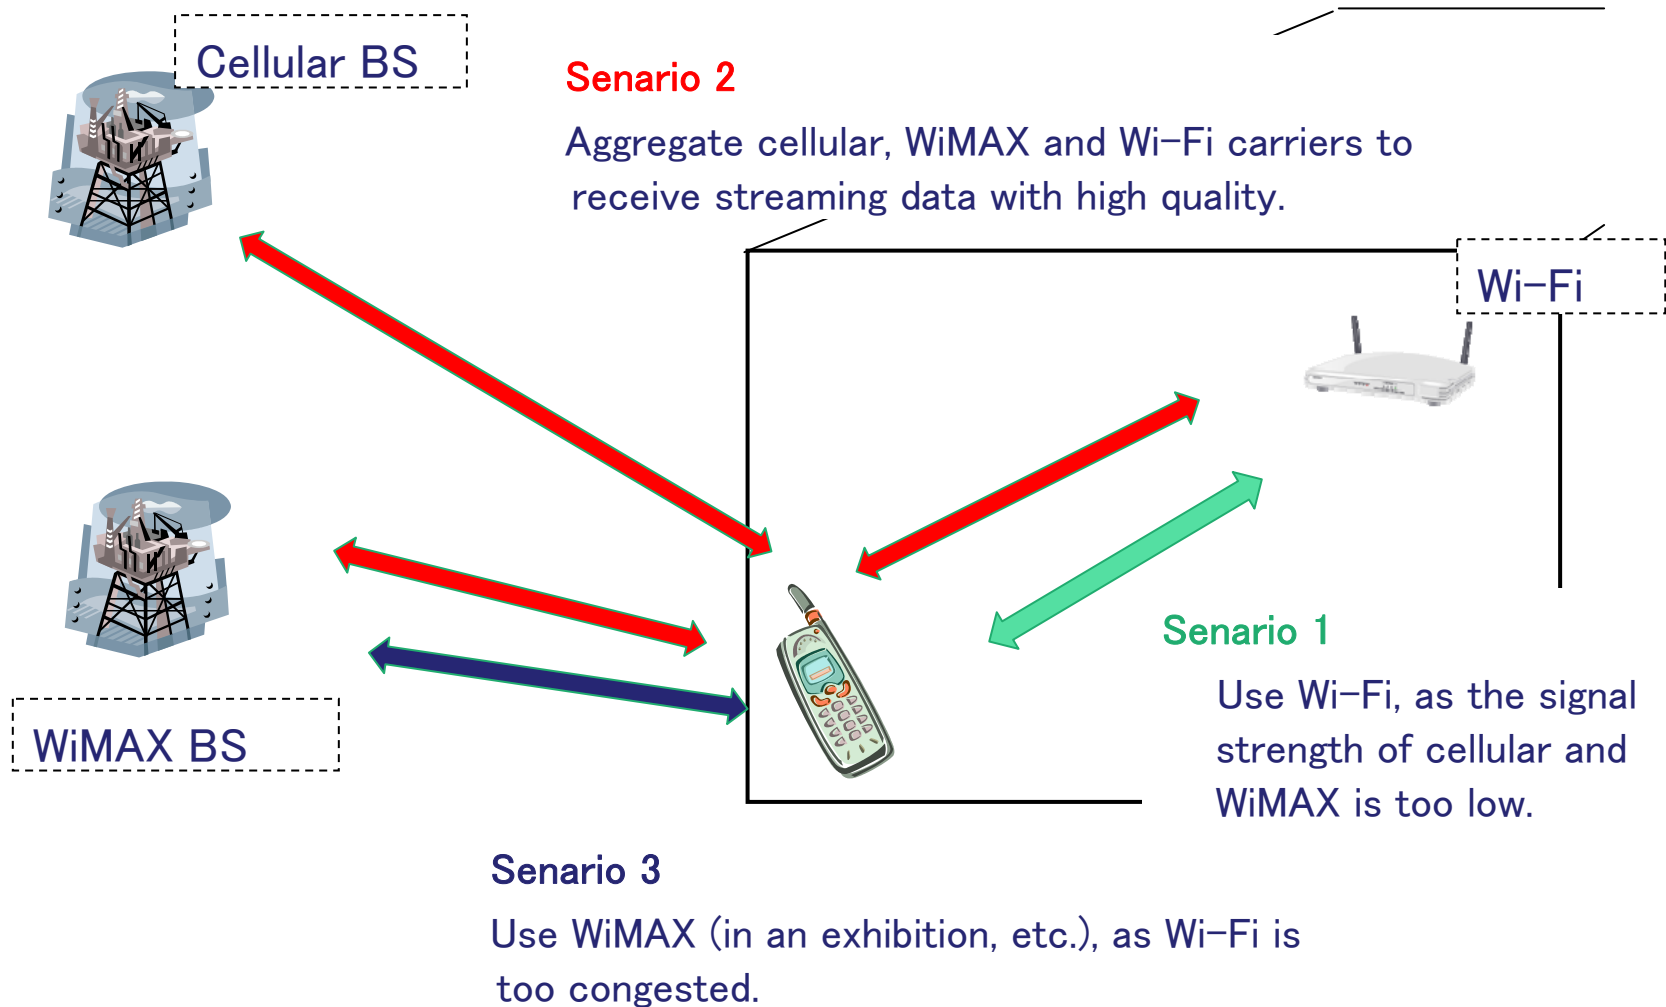 Cellular BS
Senario 2
Aggregate cellular, WiMAX and Wi-Fi carriers to
receive streaming data with high quality.
Wi-Fi
Senario 1
Use Wi-Fi, as the signal
strength of cellular and
WiMAX is too low.
WiMAX BS
Senario 3
Use WiMAX (in an exhibition, etc.), as Wi-Fi is
too congested.